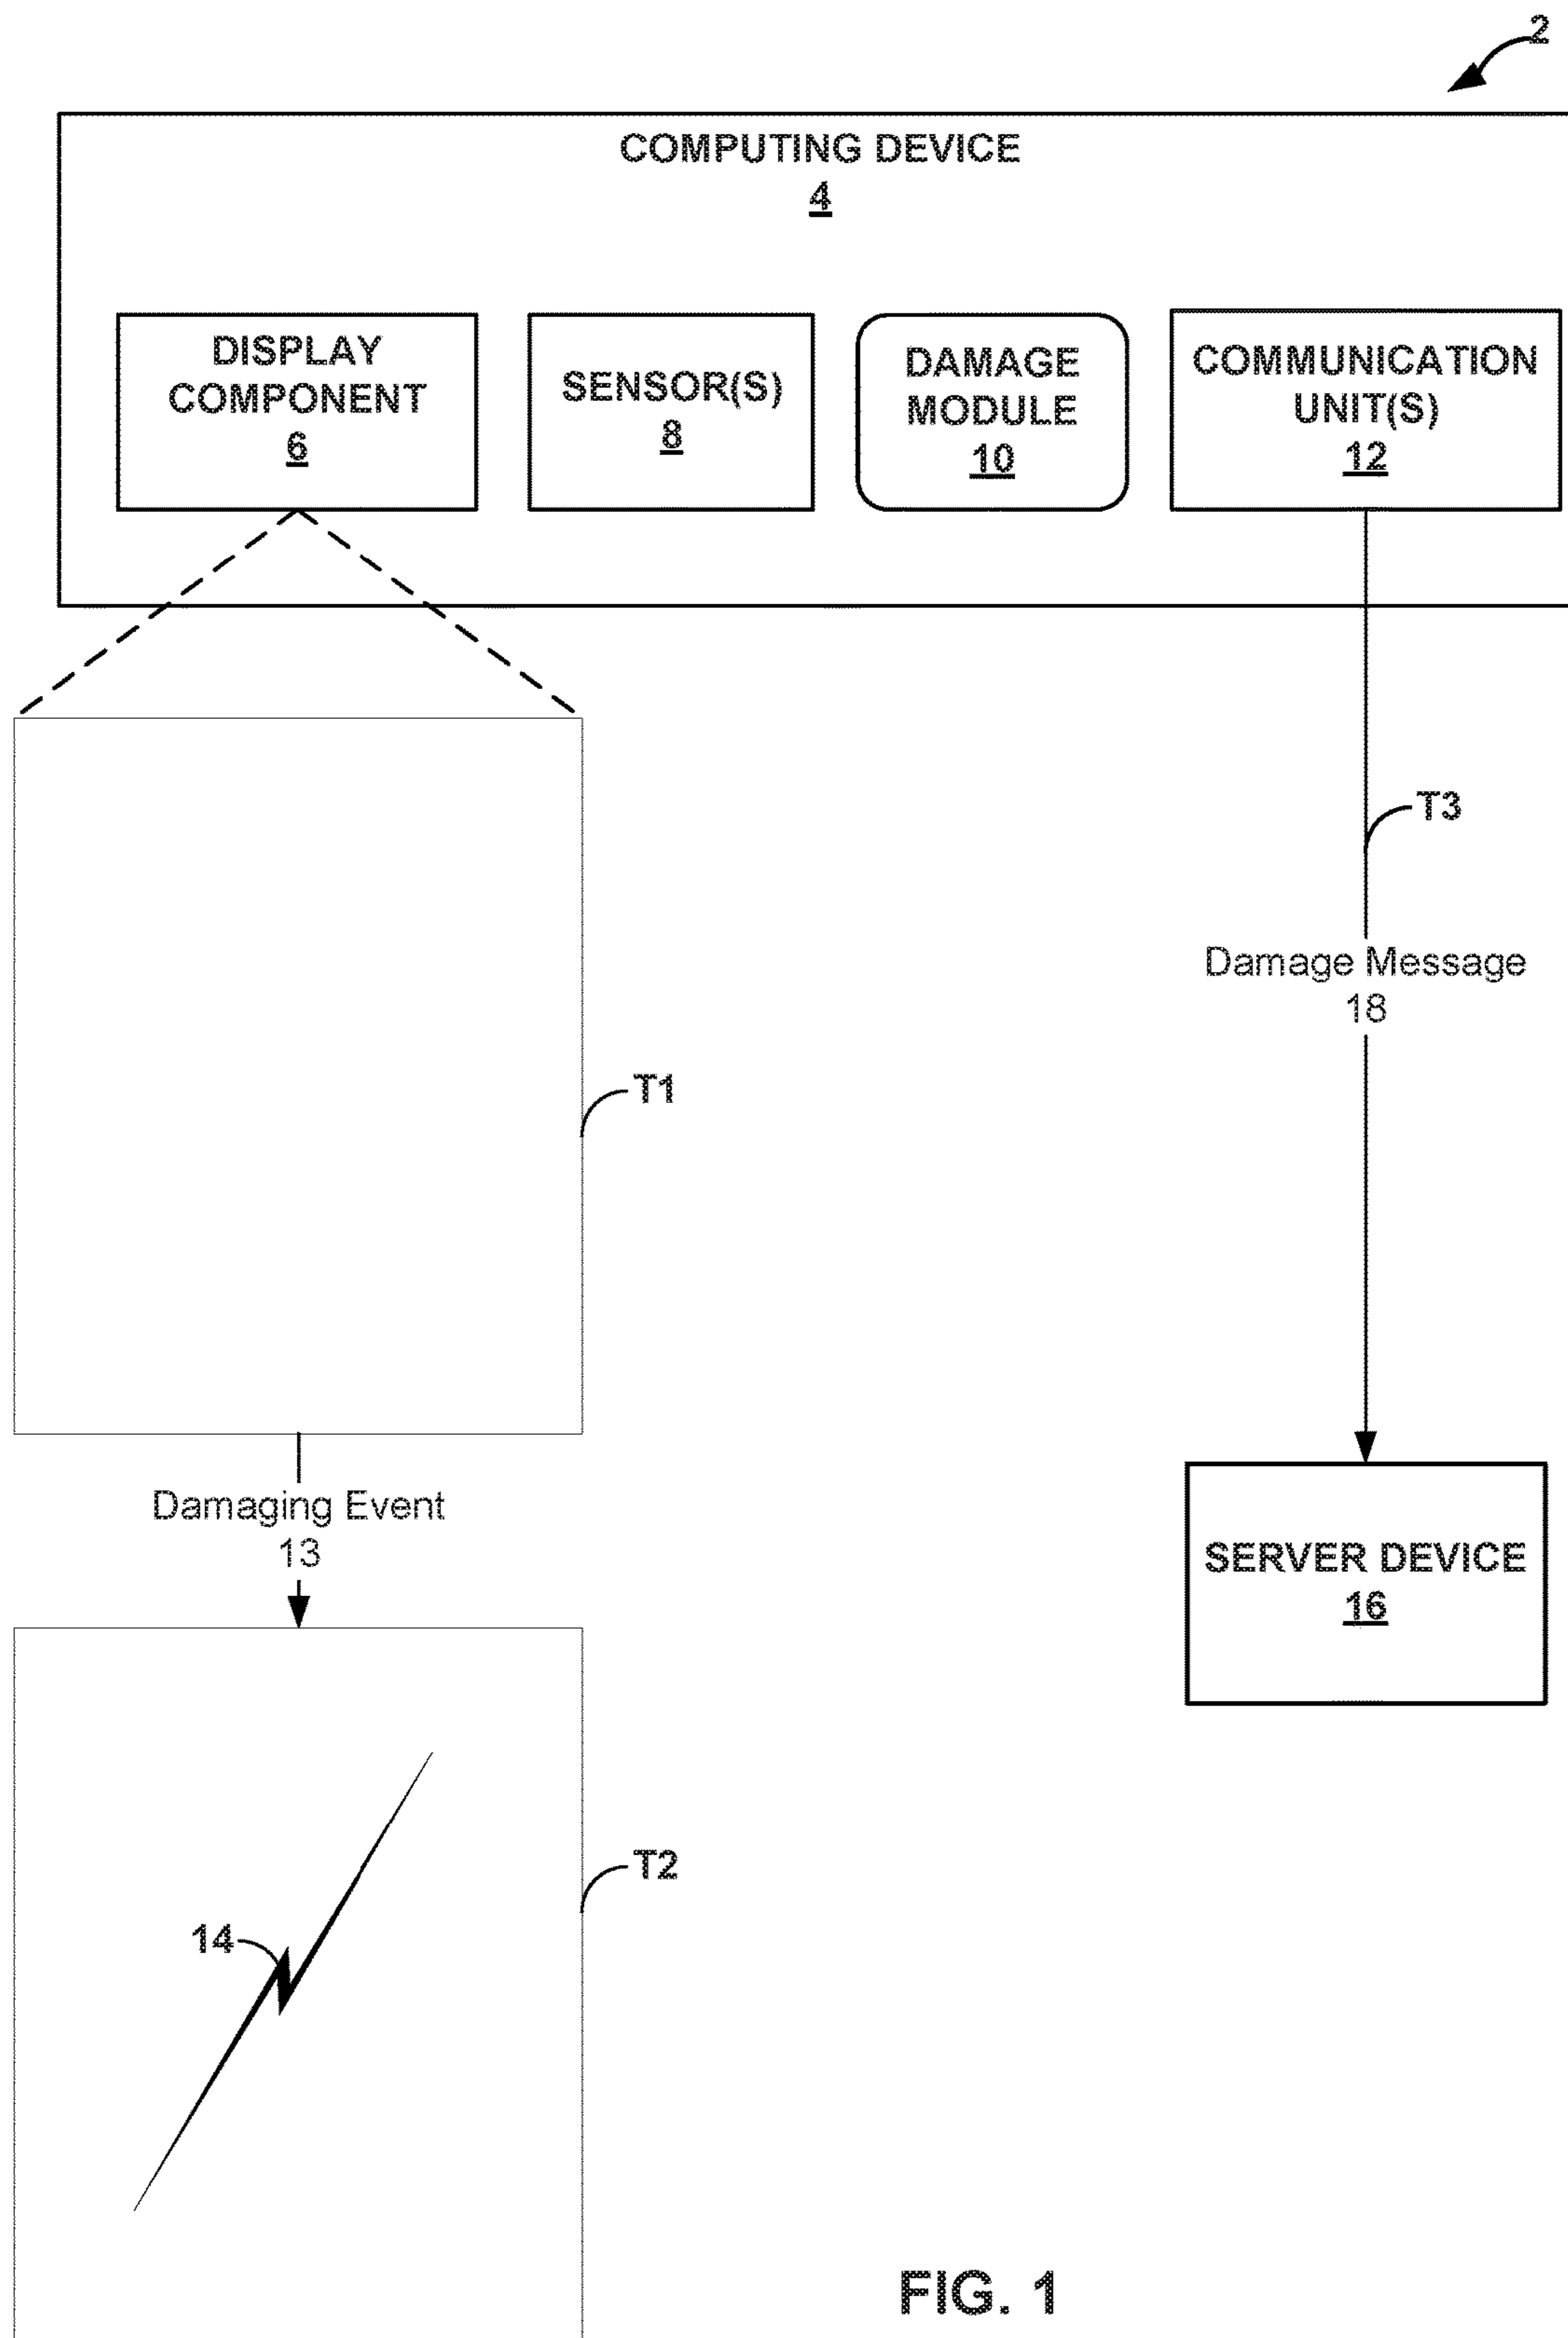 2
COMPUTING DEVICE
4
DISPLAY
COMPONENT
6
SENSOR(S)
8
DAMAGE
MODULE
10
COMMUNICATION
UNIT(S)
12
T3
Damage Message
18
T1
Damaging Event
13
SERVER DEVICE
16
T2
14
FIG. 1